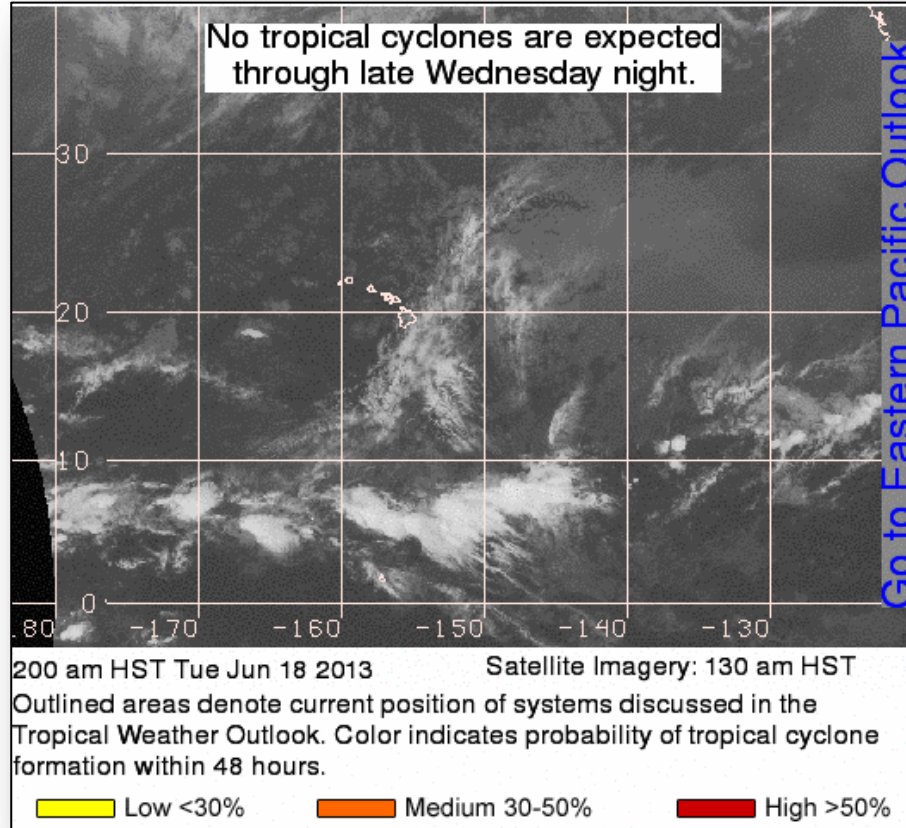 No tropical cyclones are expected
through late Wednesday night.
30
20
10
0
.80 -170 -160 -150 -140 -130
Go to Eastern Pacific Outlook
200 am HST Tue Jun 18 2013 Satellite Imagery: 130 am HST
Outlined areas denote current position of systems discussed in the
Tropical Weather Outlook. Color indicates probability of tropical cyclone
formation within 48 hours.
Low <30% Medium 30-50% High >50%